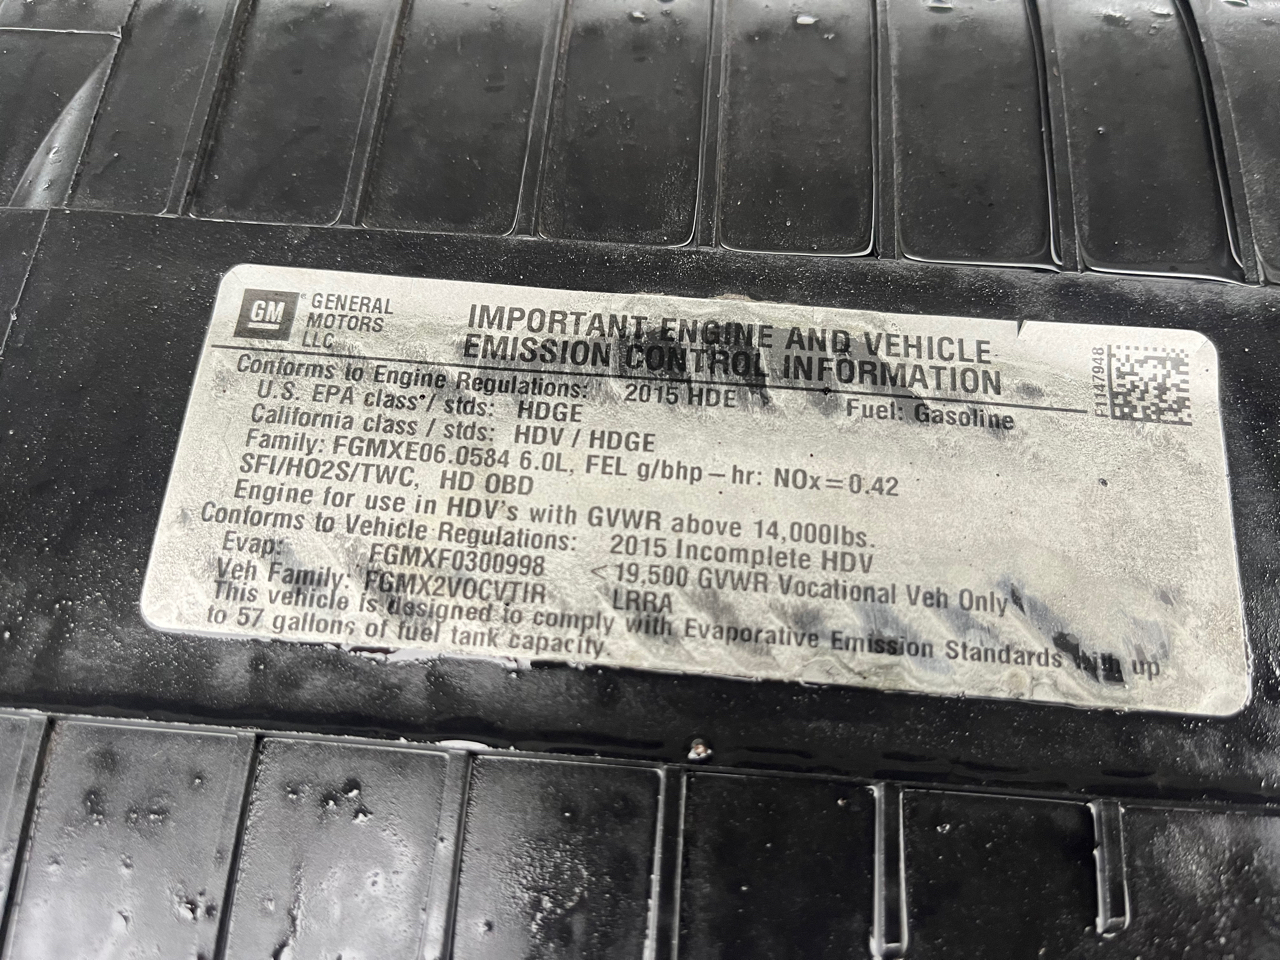 GM
GENERAL
MOTORS
LLC
IMPORTANT ENGINE AND VEHICLE
EMISSION CONTROL INFORMATION
F1147948
Conforms to Engine Regulations: 2015 HDE Fuel: Gasoline
U.S. EPA class / stds: HDGE
California class / stds: HDV / HDGE
Family: FGMXE06.0584 6.0L, FEL g/bhp – hr: NOx=0.42
SFI/HO2S/TWC, HD OBD
Engine for use in HDV's with GVWR above 14,000lbs.
Conforms to Vehicle Regulations: 2015 Incomplete HDV
Evap: FGMXF0300998 <19,500 GVWR Vocational Veh Only
Veh Family: FGMX2VOCVTIR LRRA
This vehicle is designed to comply with Evaporative Emission Standards with up
to 57 gallons of fuel tank capacity.